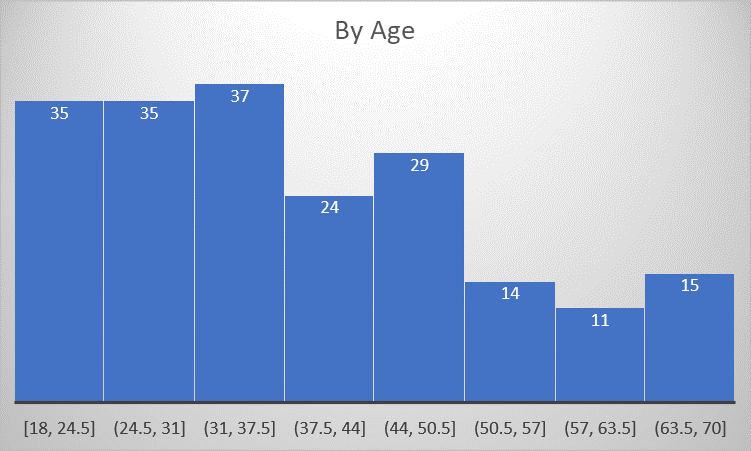 By Age
35 35 37 24 29 14 11 15
[18, 24.5] (24.5, 31] (31, 37.5] (37.5, 44] (44, 50.5] (50.5, 57] (57, 63.5] (63.5, 70]